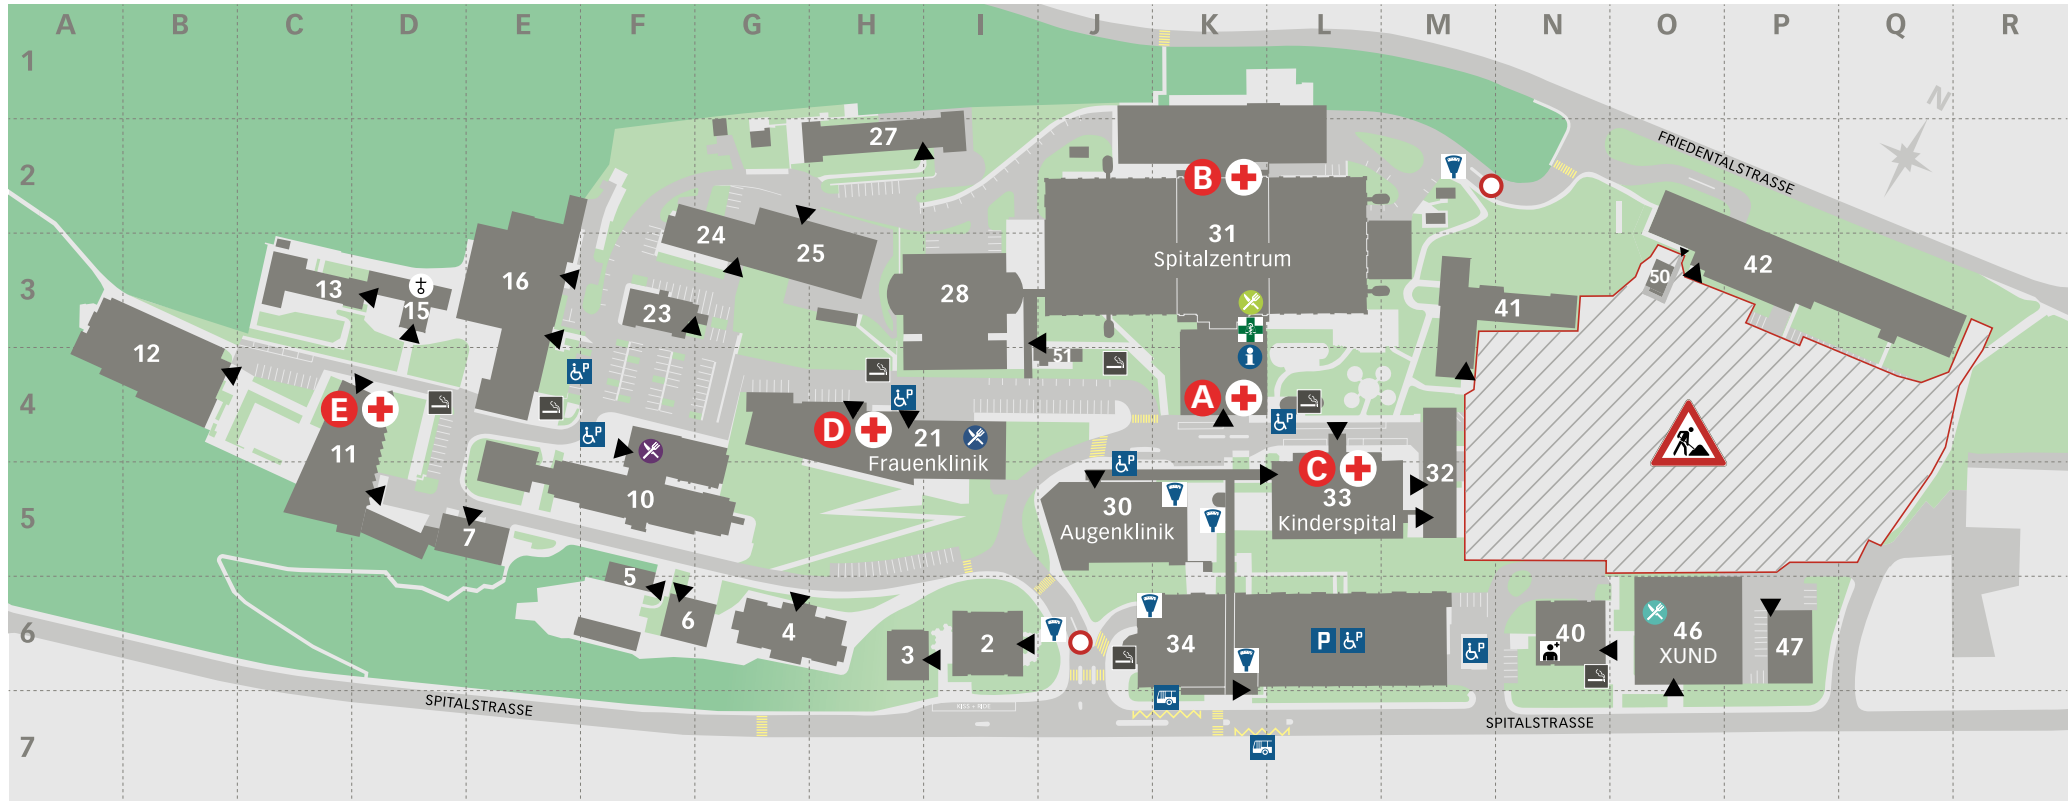 A B C D E F G H I J K L M N O P Q R
1
N
27
FRIEDENTALSTRASSE
2
B
24
31
25
Spitalzentrum
42
16
50
13
28
3
15
41
23
12
51
i
A
E
4
P
P
P
D
21
P
11
Frauenklinik
P
C
32
10
33
30
5
Kinderspital
Augenklinik
7
5
6
4
6
40
46
P P
2
34
47
3
XUND
P
SPITALSTRASSE
KISS + RIDE
SPITALSTRASSE
7